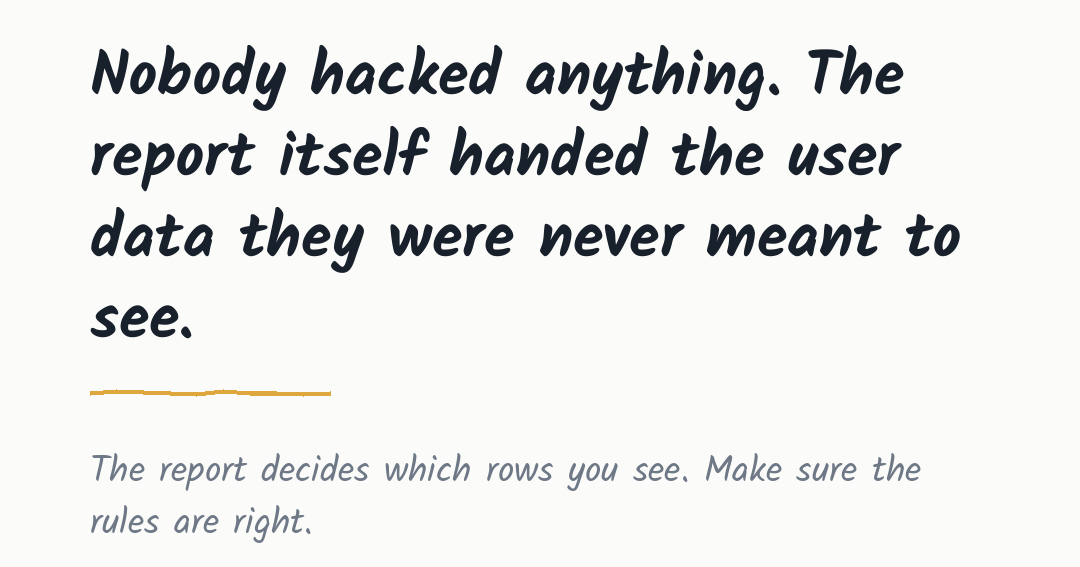 Nobody hacked anything. The
report itself handed the user
data they were never meant to
see.
The report decides which rows you see. Make sure the
rules are right.